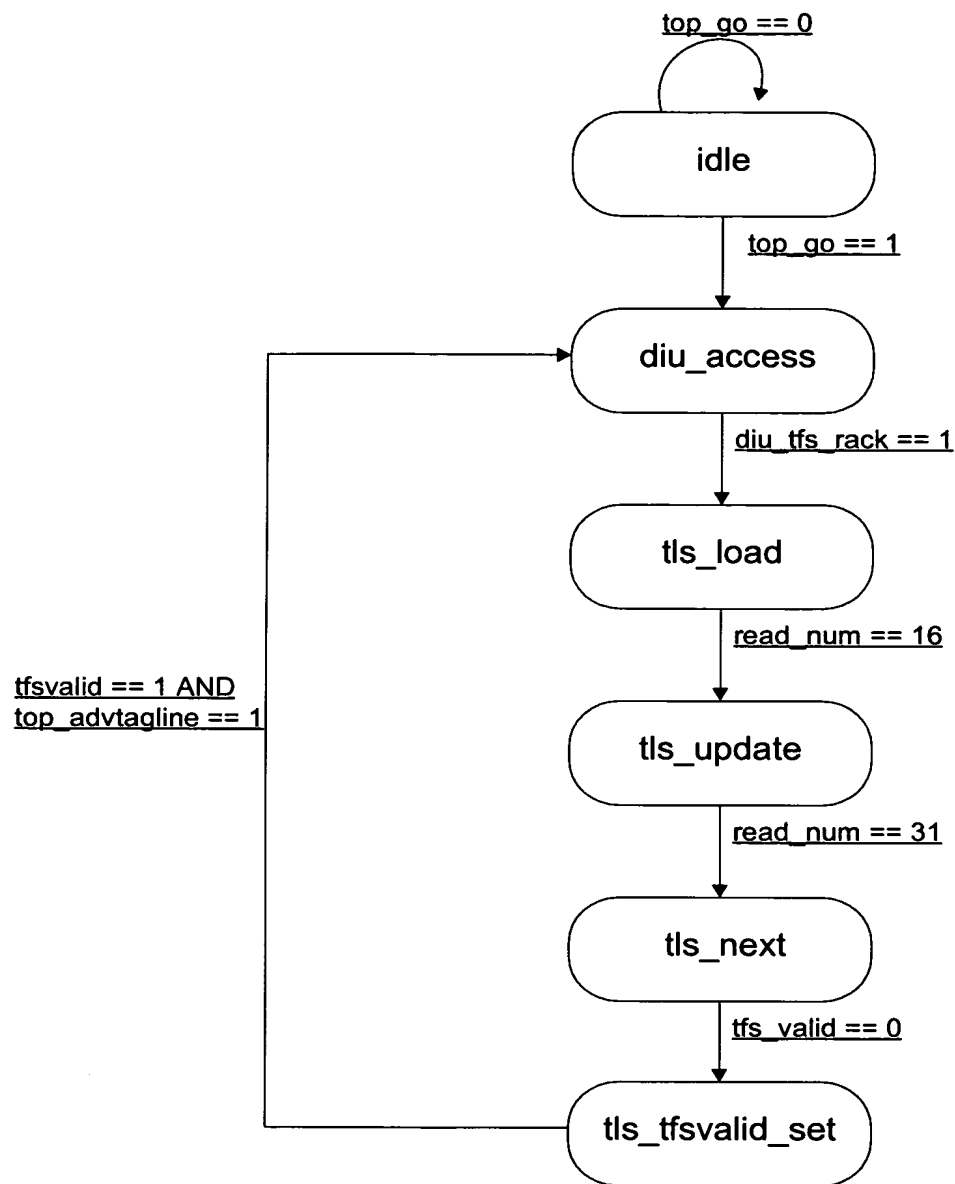 top_go == 0
idle
top_go == 1
diu_access
diu_tfs_rack == 1
tls_load
read_num == 16
tfsvalid == 1 AND
top_advtagline == 1
tls_update
read_num == 31
tls_next
tfs_valid == 0
tls_tfsvalid_set